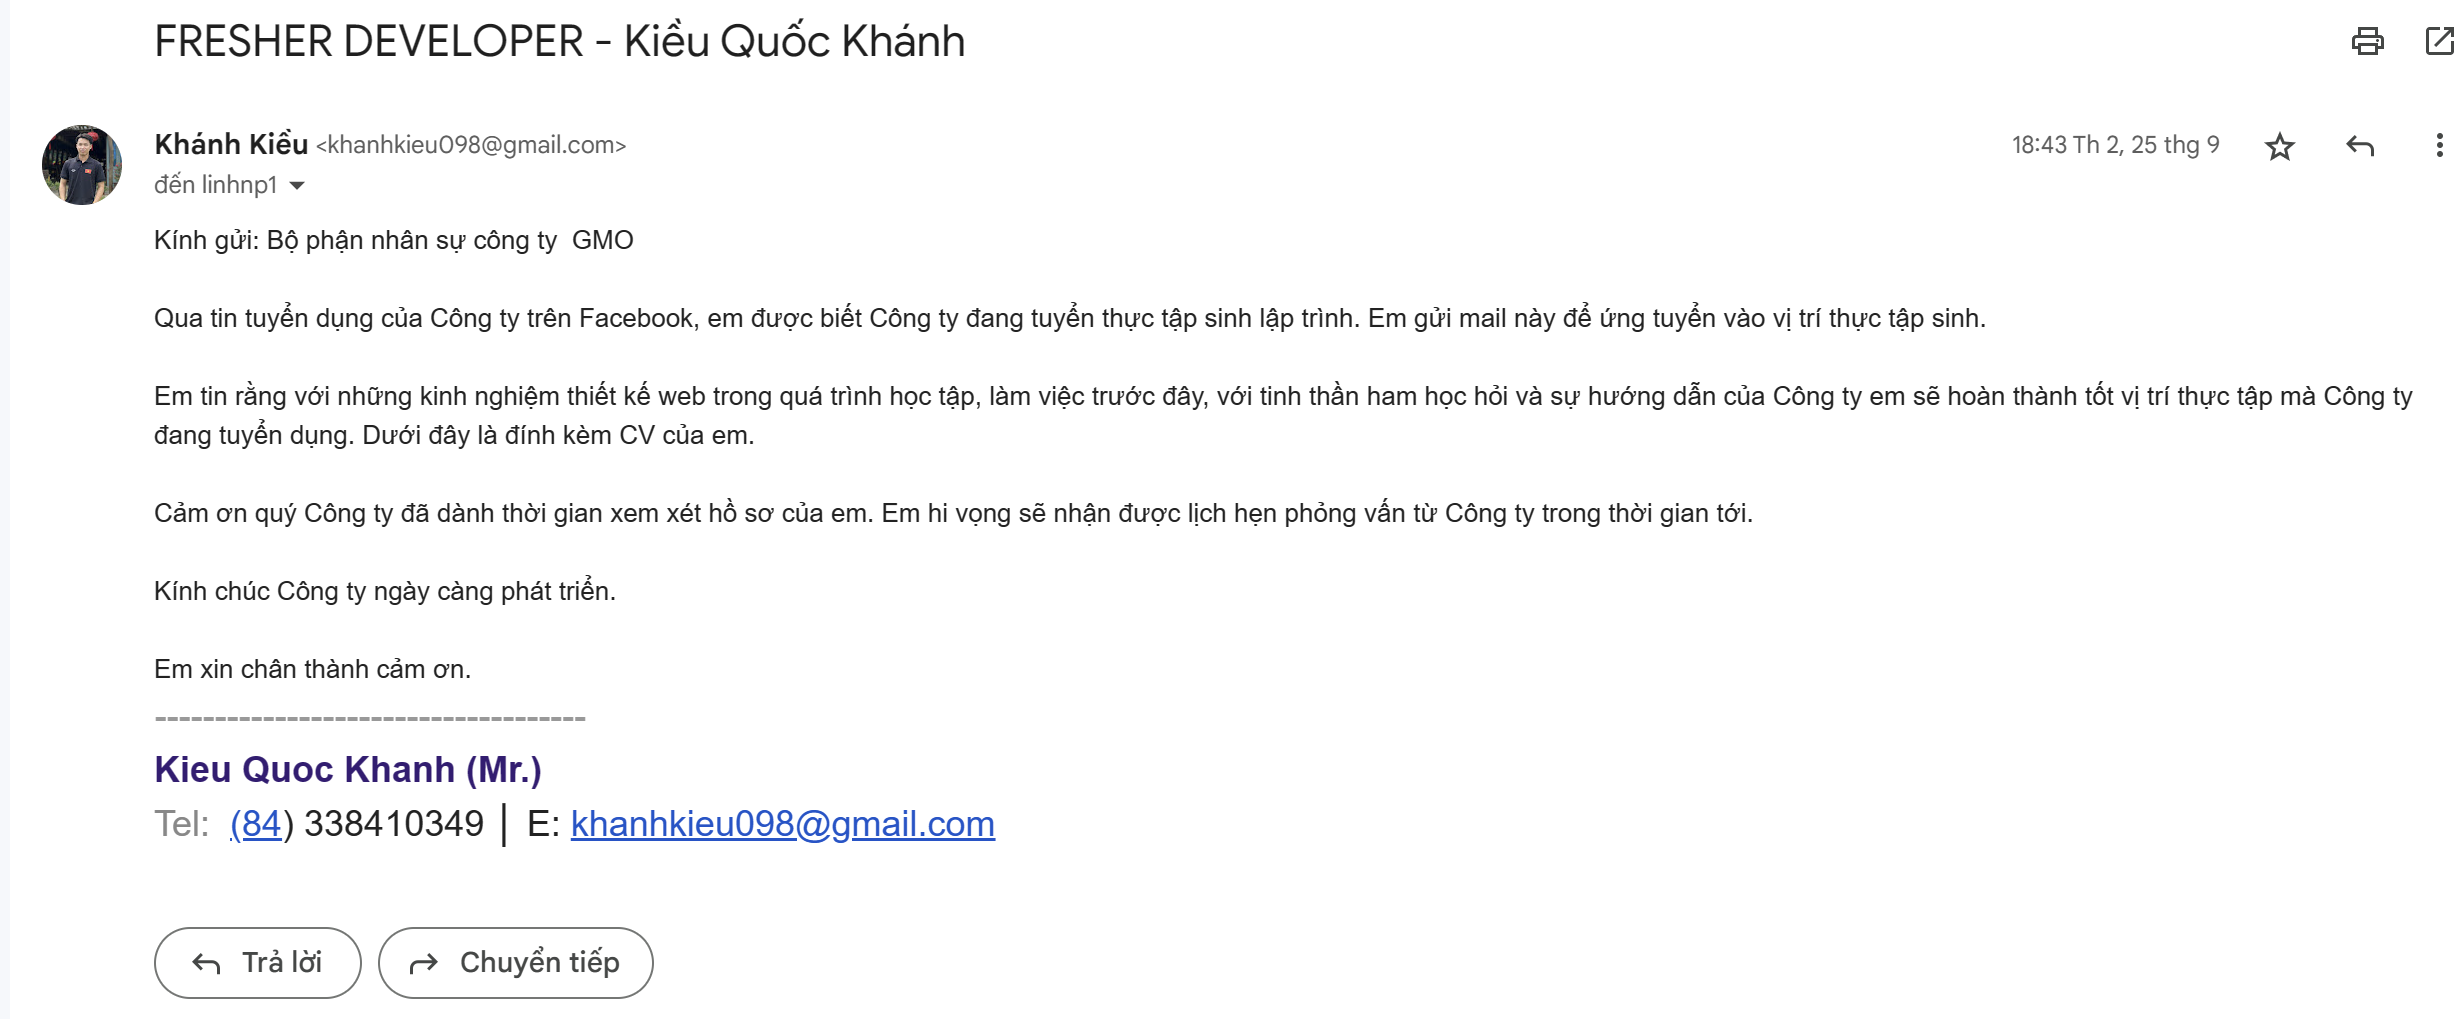 FRESHER DEVELOPER - Kiều Quốc Khánh
Khánh Kiều <khanhkieu098@gmail.com>
18:43 Th 2, 25 thg 9
đến linhnp1
Kính gửi: Bộ phận nhân sự công ty  GMO
Qua tin tuyển dụng của Công ty trên Facebook, em được biết Công ty đang tuyển thực tập sinh lập trình. Em gửi mail này để ứng tuyển vào vị trí thực tập sinh.
Em tin rằng với những kinh nghiệm thiết kế web trong quá trình học tập, làm việc trước đây, với tinh thần ham học hỏi và sự hướng dẫn của Công ty em sẽ hoàn thành tốt vị trí thực tập mà Công ty
đang tuyển dụng. Dưới đây là đính kèm CV của em.
Cảm ơn quý Công ty đã dành thời gian xem xét hồ sơ của em. Em hi vọng sẽ nhận được lịch hẹn phỏng vấn từ Công ty trong thời gian tới.
Kính chúc Công ty ngày càng phát triển.
Em xin chân thành cảm ơn.
------------------------------------
Kieu Quoc Khanh (Mr.)
Tel:  (84) 338410349 | E: khanhkieu098@gmail.com
Trả lời
Chuyển tiếp